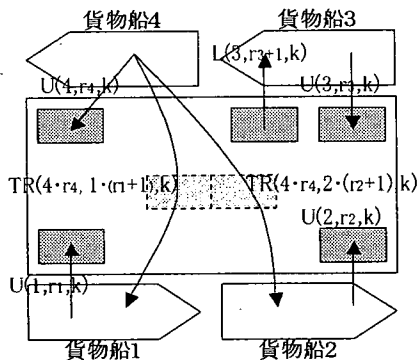 貨物船4
貨物船3
L(3,r3+1,k)
U(4,r4,k)
U(3,r3,k)
TR(4・r4, 1・(r1+1),k)
TR(4・r4,2・(r2+1),k)
U(2,r2,k)
U(1,r1,k)
貨物船1
貨物船2